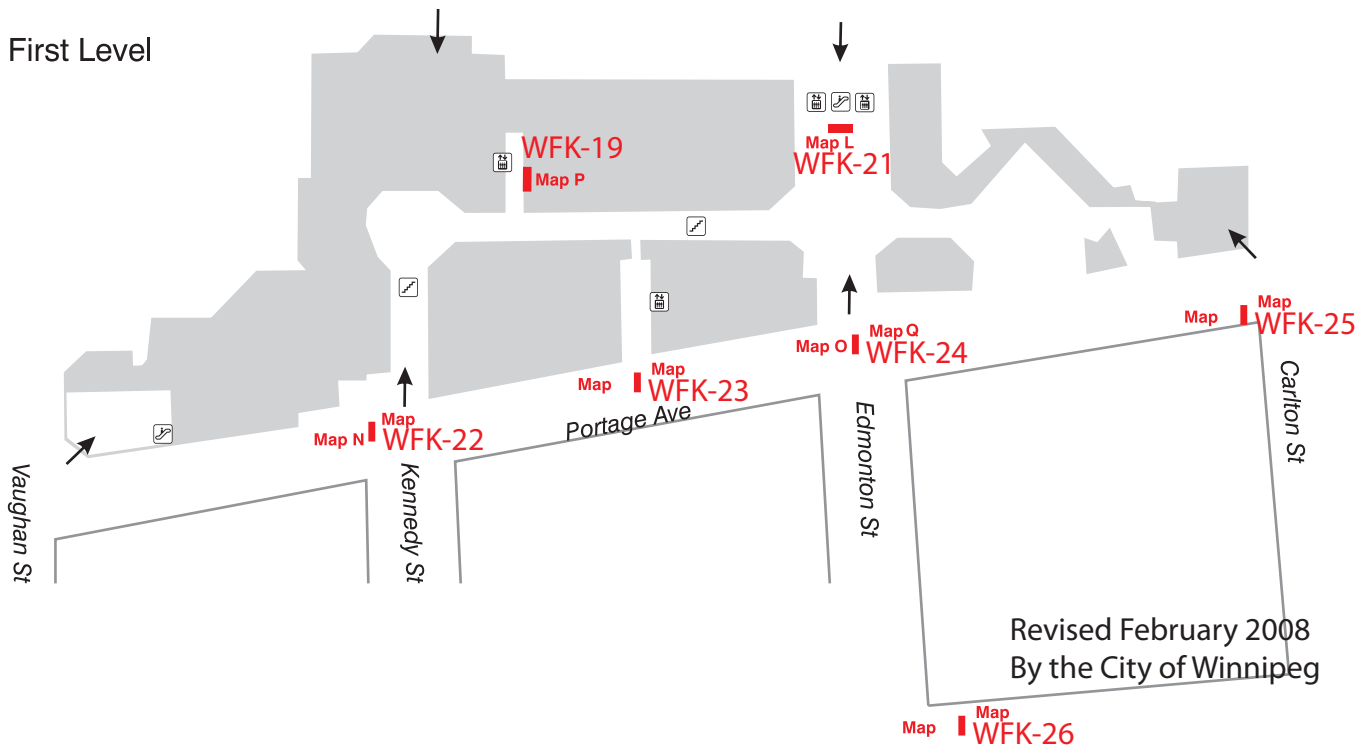 First Level
WFK-19
Map P
Map L
WFK-21
Map
Map
WFK-25
Map Q
Map O
WFK-24
Map
Map
WFK-23
Portage Ave
Map
Map N
WFK-22
Vaughan St
Kennedy St
Edmonton St
Carlton St
Revised February 2008
By the City of Winnipeg
Map
Map
WFK-26